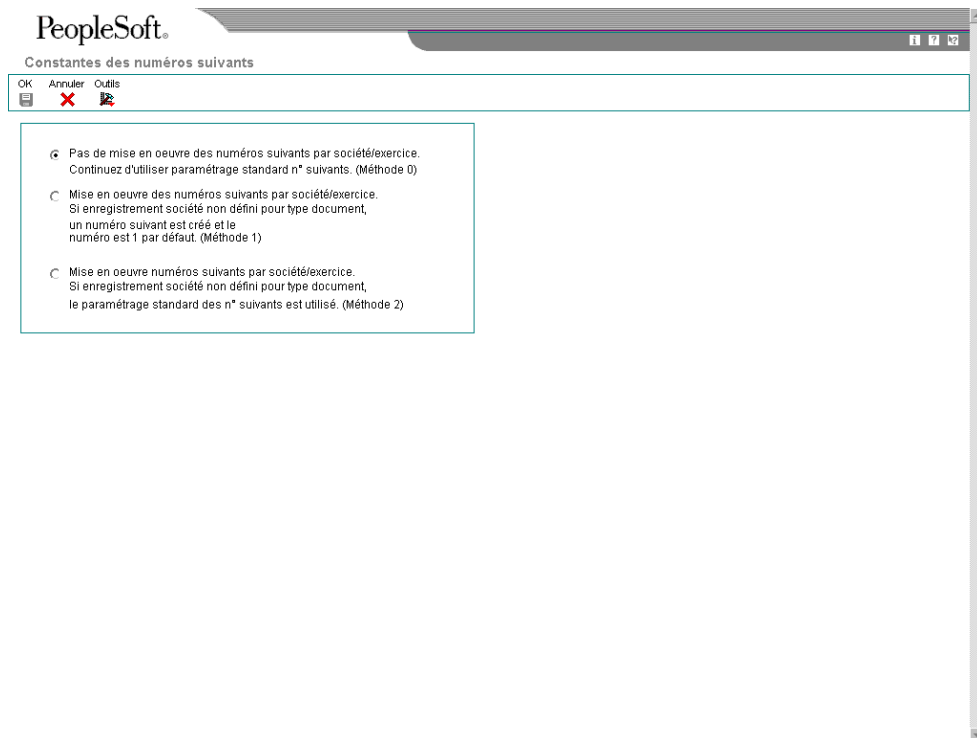 PeopleSoft®
Constantes des numéros suivants
OK Annuler Outils
Pas de mise en oeuvre des numéros suivants par société/exercice.
Continuez d'utiliser paramétrage standard n° suivants. (Méthode 0)
Mise en oeuvre des numéros suivants par société/exercice.
Si enregistrement société non défini pour type document,
un numéro suivant est créé et le
numéro est 1 par défaut. (Méthode 1)
Mise en oeuvre numéros suivants par société/exercice.
Si enregistrement société non défini pour type document,
le paramétrage standard des n° suivants est utilisé. (Méthode 2)